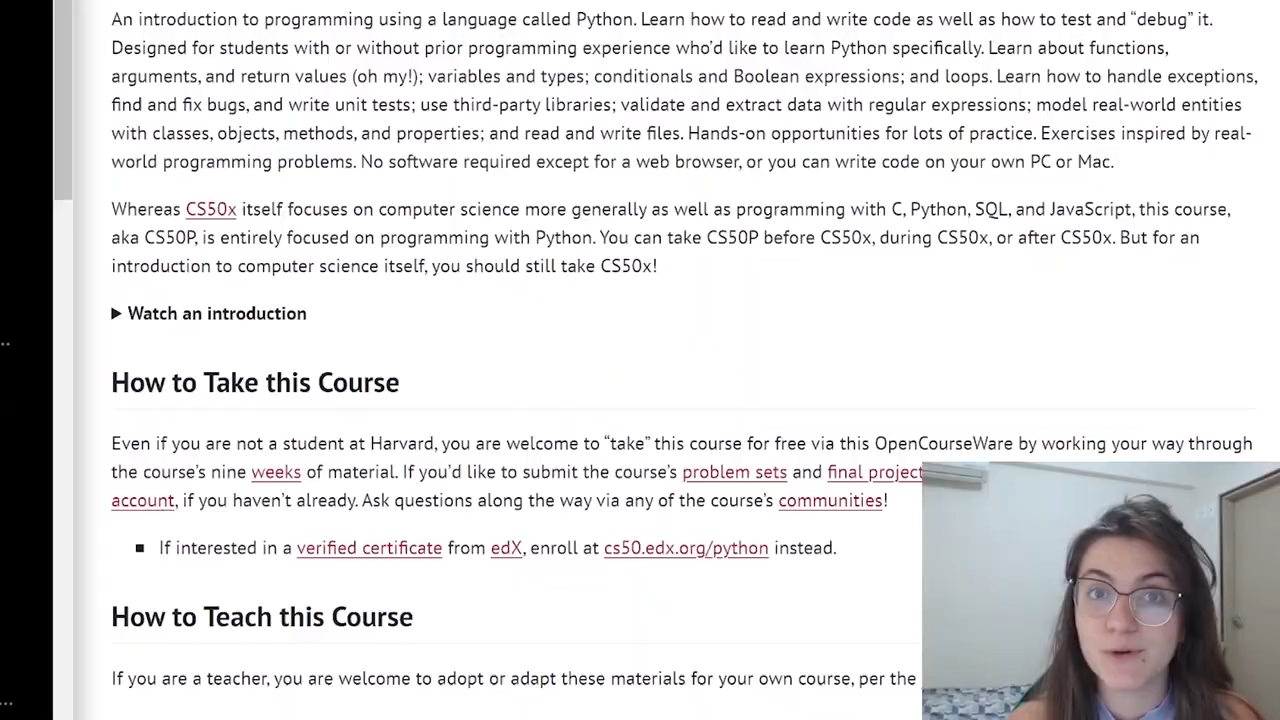 An introduction to programming using a language called Python. Learn how to read and write code as well as how to test and “debug” it.
Designed for students with or without prior programming experience who’d like to learn Python specifically. Learn about functions,
arguments, and return values (oh my!); variables and types; conditionals and Boolean expressions; and loops. Learn how to handle exceptions,
find and fix bugs, and write unit tests; use third-party libraries; validate and extract data with regular expressions; model real-world entities
with classes, objects, methods, and properties; and read and write files. Hands-on opportunities for lots of practice. Exercises inspired by real-
world programming problems. No software required except for a web browser, or you can write code on your own PC or Mac.
Whereas CS50x itself focuses on computer science more generally as well as programming with C, Python, SQL, and JavaScript, this course,
aka CS50P, is entirely focused on programming with Python. You can take CS50P before CS50x, during CS50x, or after CS50x. But for an
introduction to computer science itself, you should still take CS50x!
Watch an introduction
How to Take this Course
Even if you are not a student at Harvard, you are welcome to “take” this course for free via this OpenCourseWare by working your way through
the course’s nine weeks of material. If you’d like to submit the course’s problem sets and final project
account, if you haven’t already. Ask questions along the way via any of the course’s communities!
If interested in a verified certificate from edX, enroll at cs50.edx.org/python instead.
How to Teach this Course
If you are a teacher, you are welcome to adopt or adapt these materials for your own course, per the